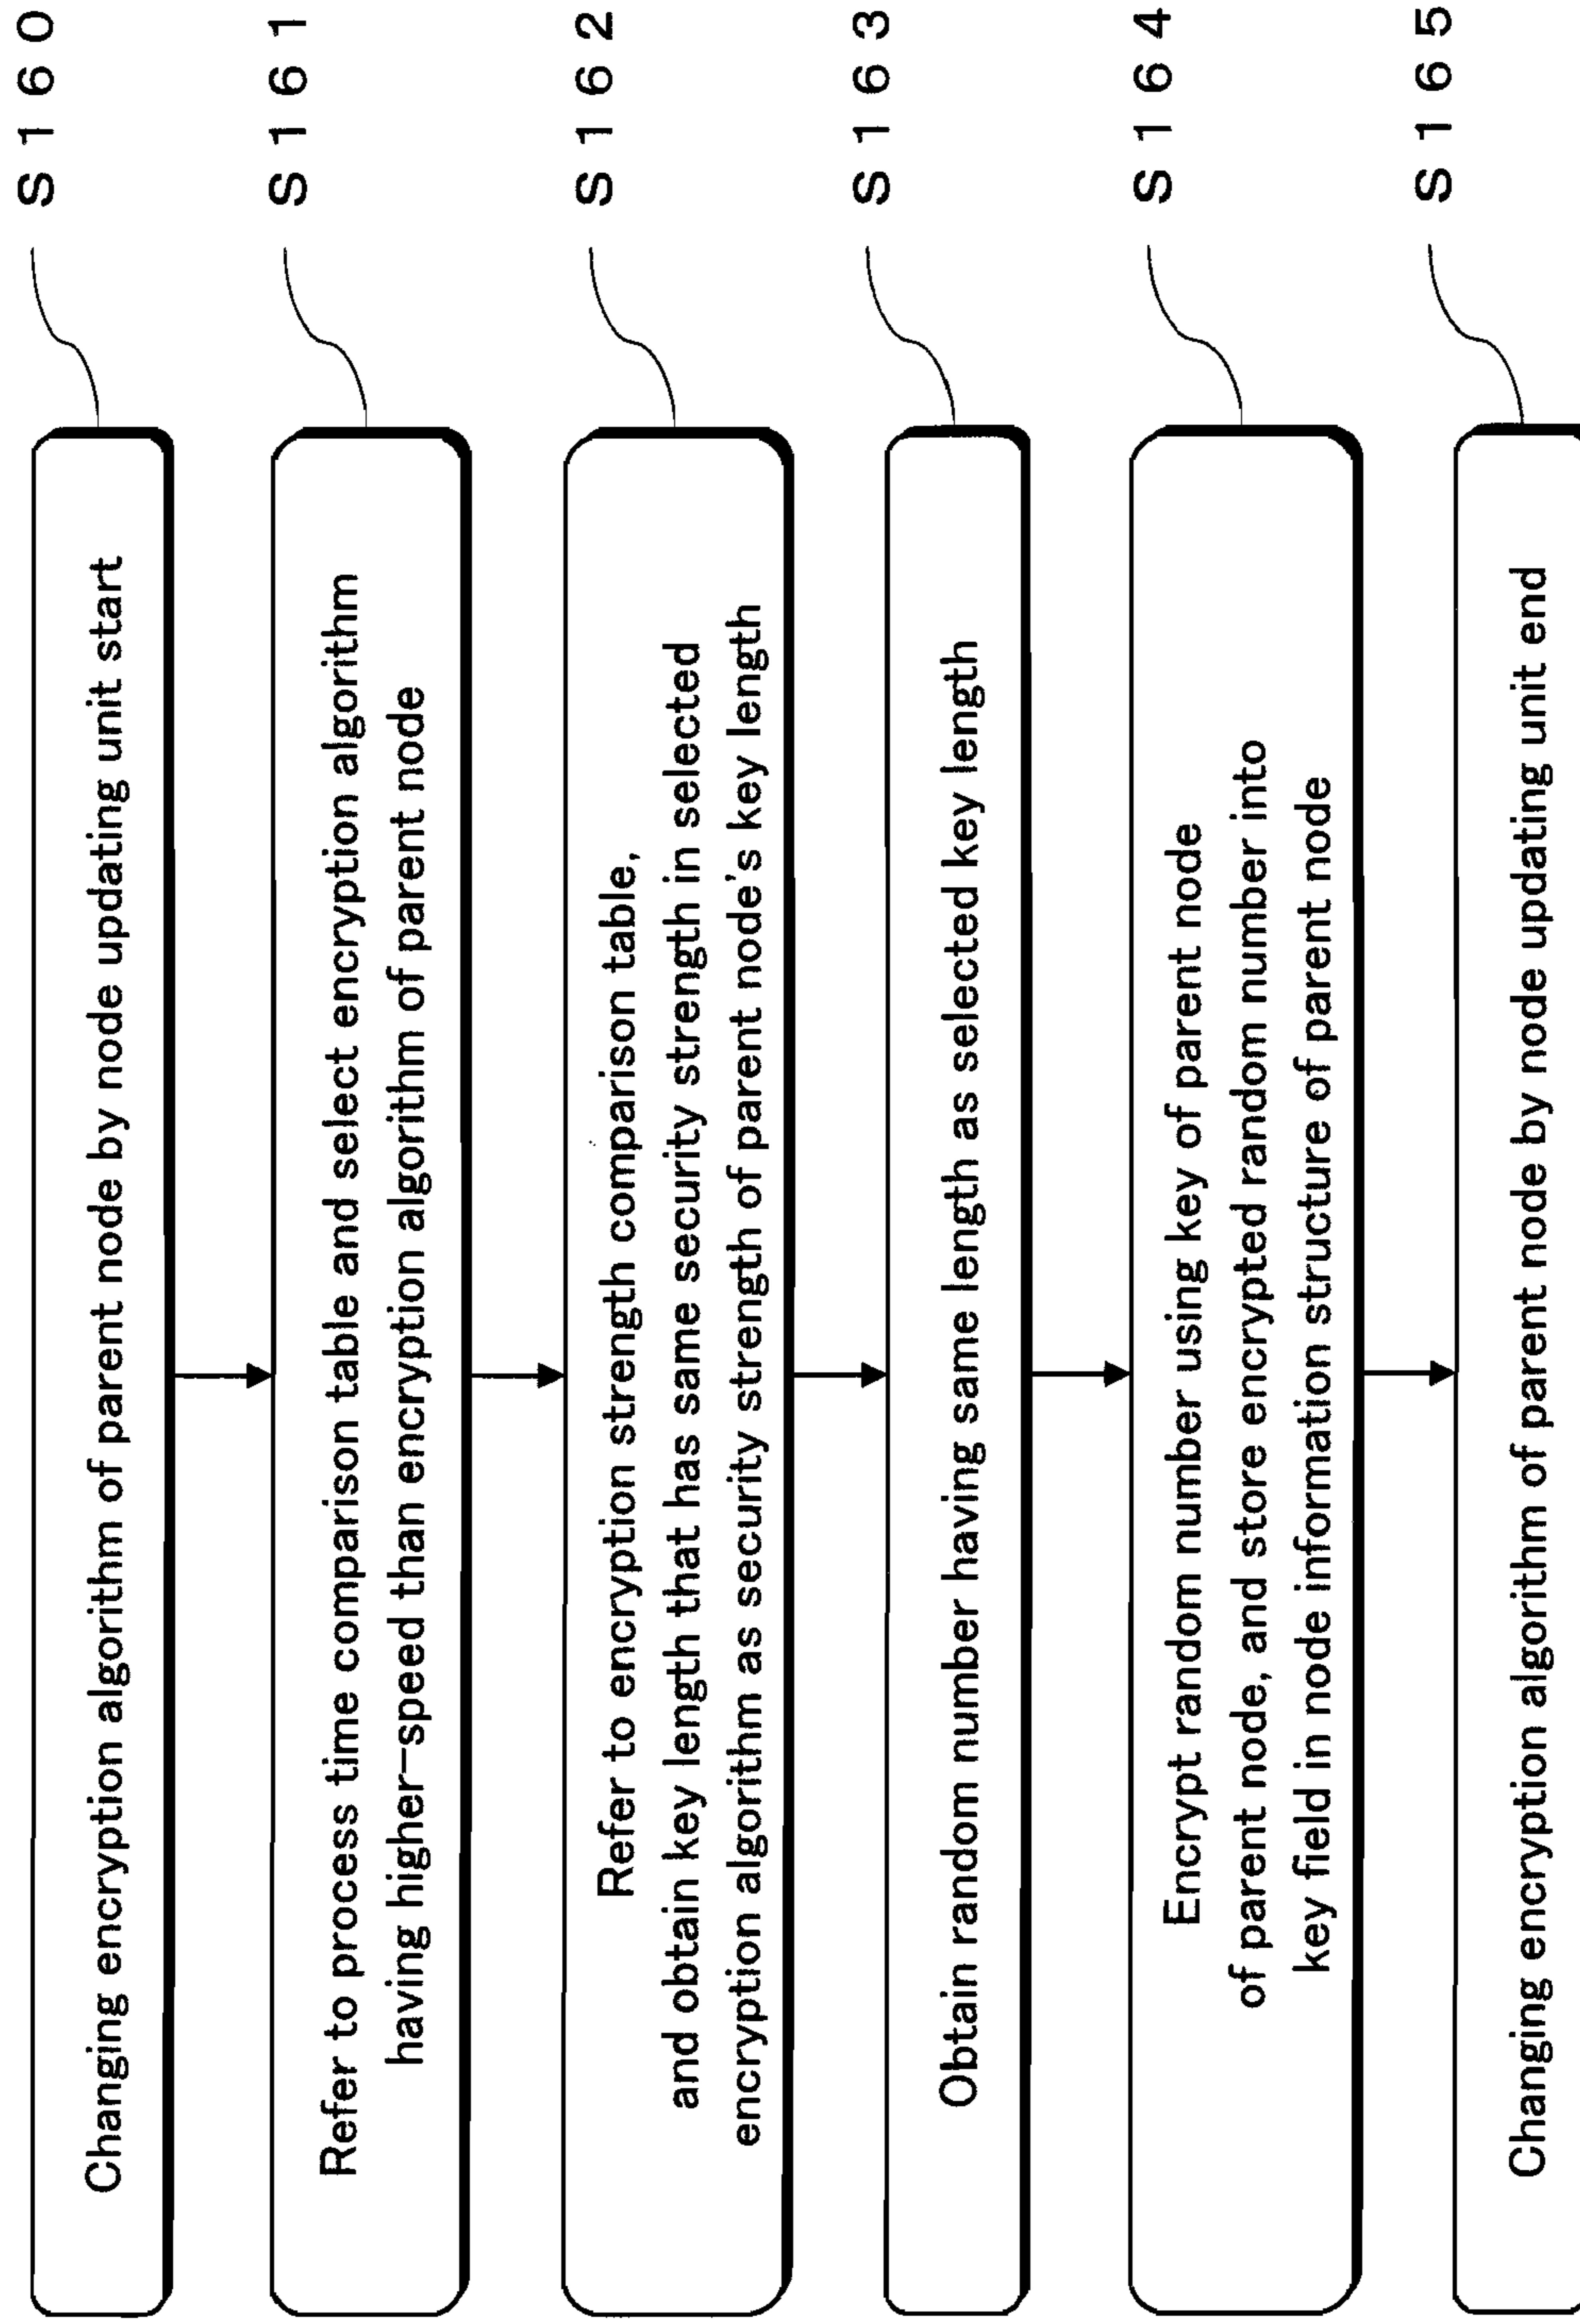 Changing encryption algorithm of parent node by node updating unit start
S160
Refer to process time comparison table and select encryption algorithm
having higher-speed than encryption algorithm of parent node
S161
Refer to encryption strength comparison table,
and obtain key length that has same security strength in selected
encryption algorithm as security strength of parent node's key length
S162
Obtain random number having same length as selected key length
S163
Encrypt random number using key of parent node
of parent node, and store encrypted random number into
key field in node information structure of parent node
S164
Changing encryption algorithm of parent node by node updating unit end
S165